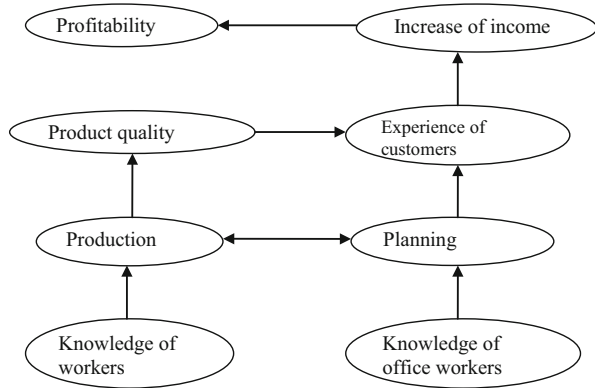 Profitability
Increase of income
Product quality
Experience of
customers
Production
Planning
Knowledge of
workers
Knowledge of
office workers